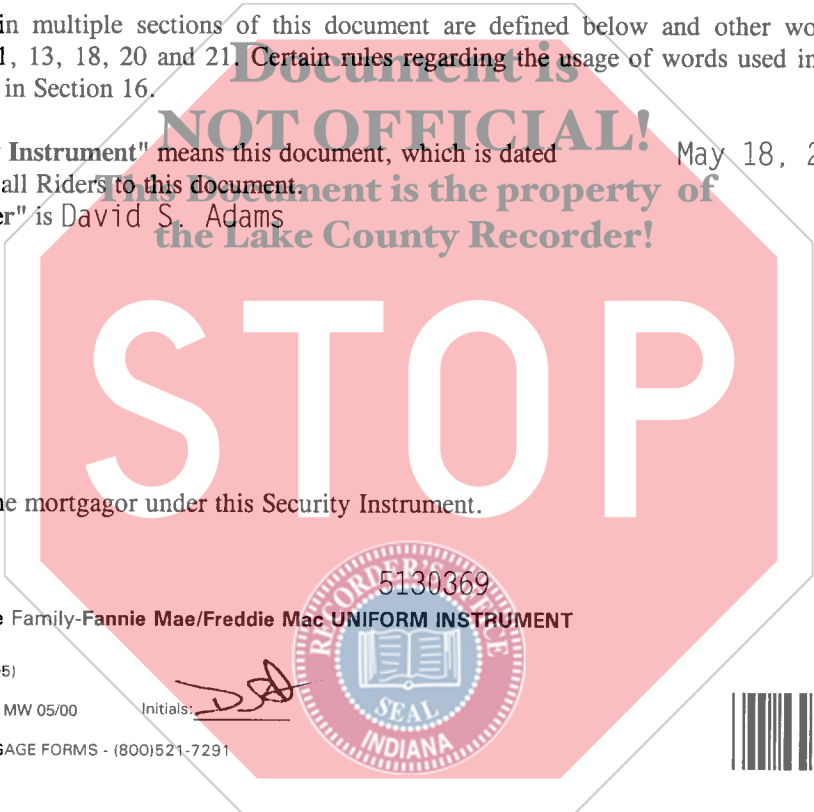 in multiple sections of this document are defined below and other wo
1, 13, 18, 20 and 21. Certain rules regarding the usage of words used in
in Section 16.
Document is
NOT OFFICIAL!
This Document is the property of
the Lake County Recorder!
Instrument" means this document, which is dated May 18, 2
all Riders to this document.
er" is David S. Adams
STOP
ne mortgagor under this Security Instrument.
5130369
e Family-Fannie Mae/Freddie Mac UNIFORM INSTRUMENT
5)
MW 05/00 Initials: DSA
GAGE FORMS - (800)521-7291
RECORDER'S OFFICE
SEAL
INDIANA